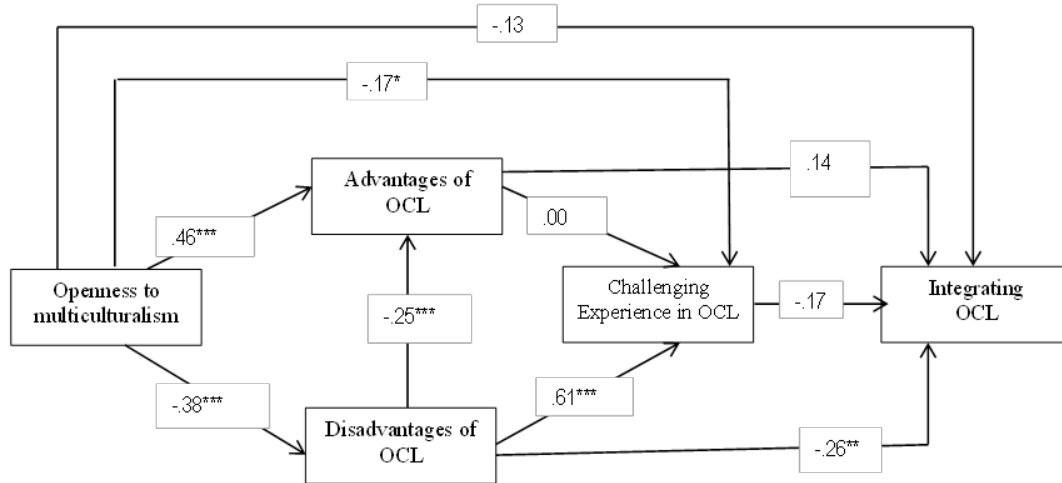 -.13
-.17*
Advantages of
OCL
.14
.46***
.00
Openness to
multiculturalism
-.25***
Challenging
Experience in OCL
-.17
Integrating
OCL
-.38***
.61***
Disadvantages of
OCL
-.26**